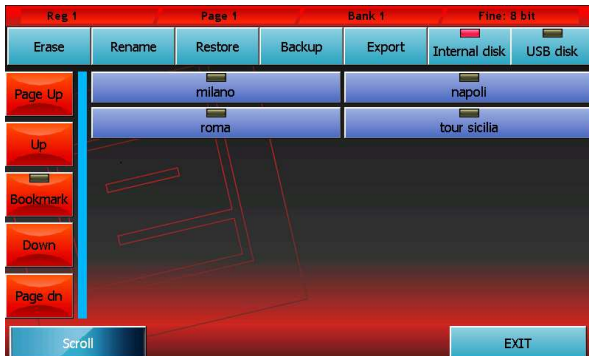 Reg 1 Page 1 Bank 1 Fine: 8 bit
Erase Rename Restore Backup Export Internal disk USB disk
Page Up
milano napoli
roma tour sicilia
Up
Bookmark
Down
Page dn
Scroll EXIT